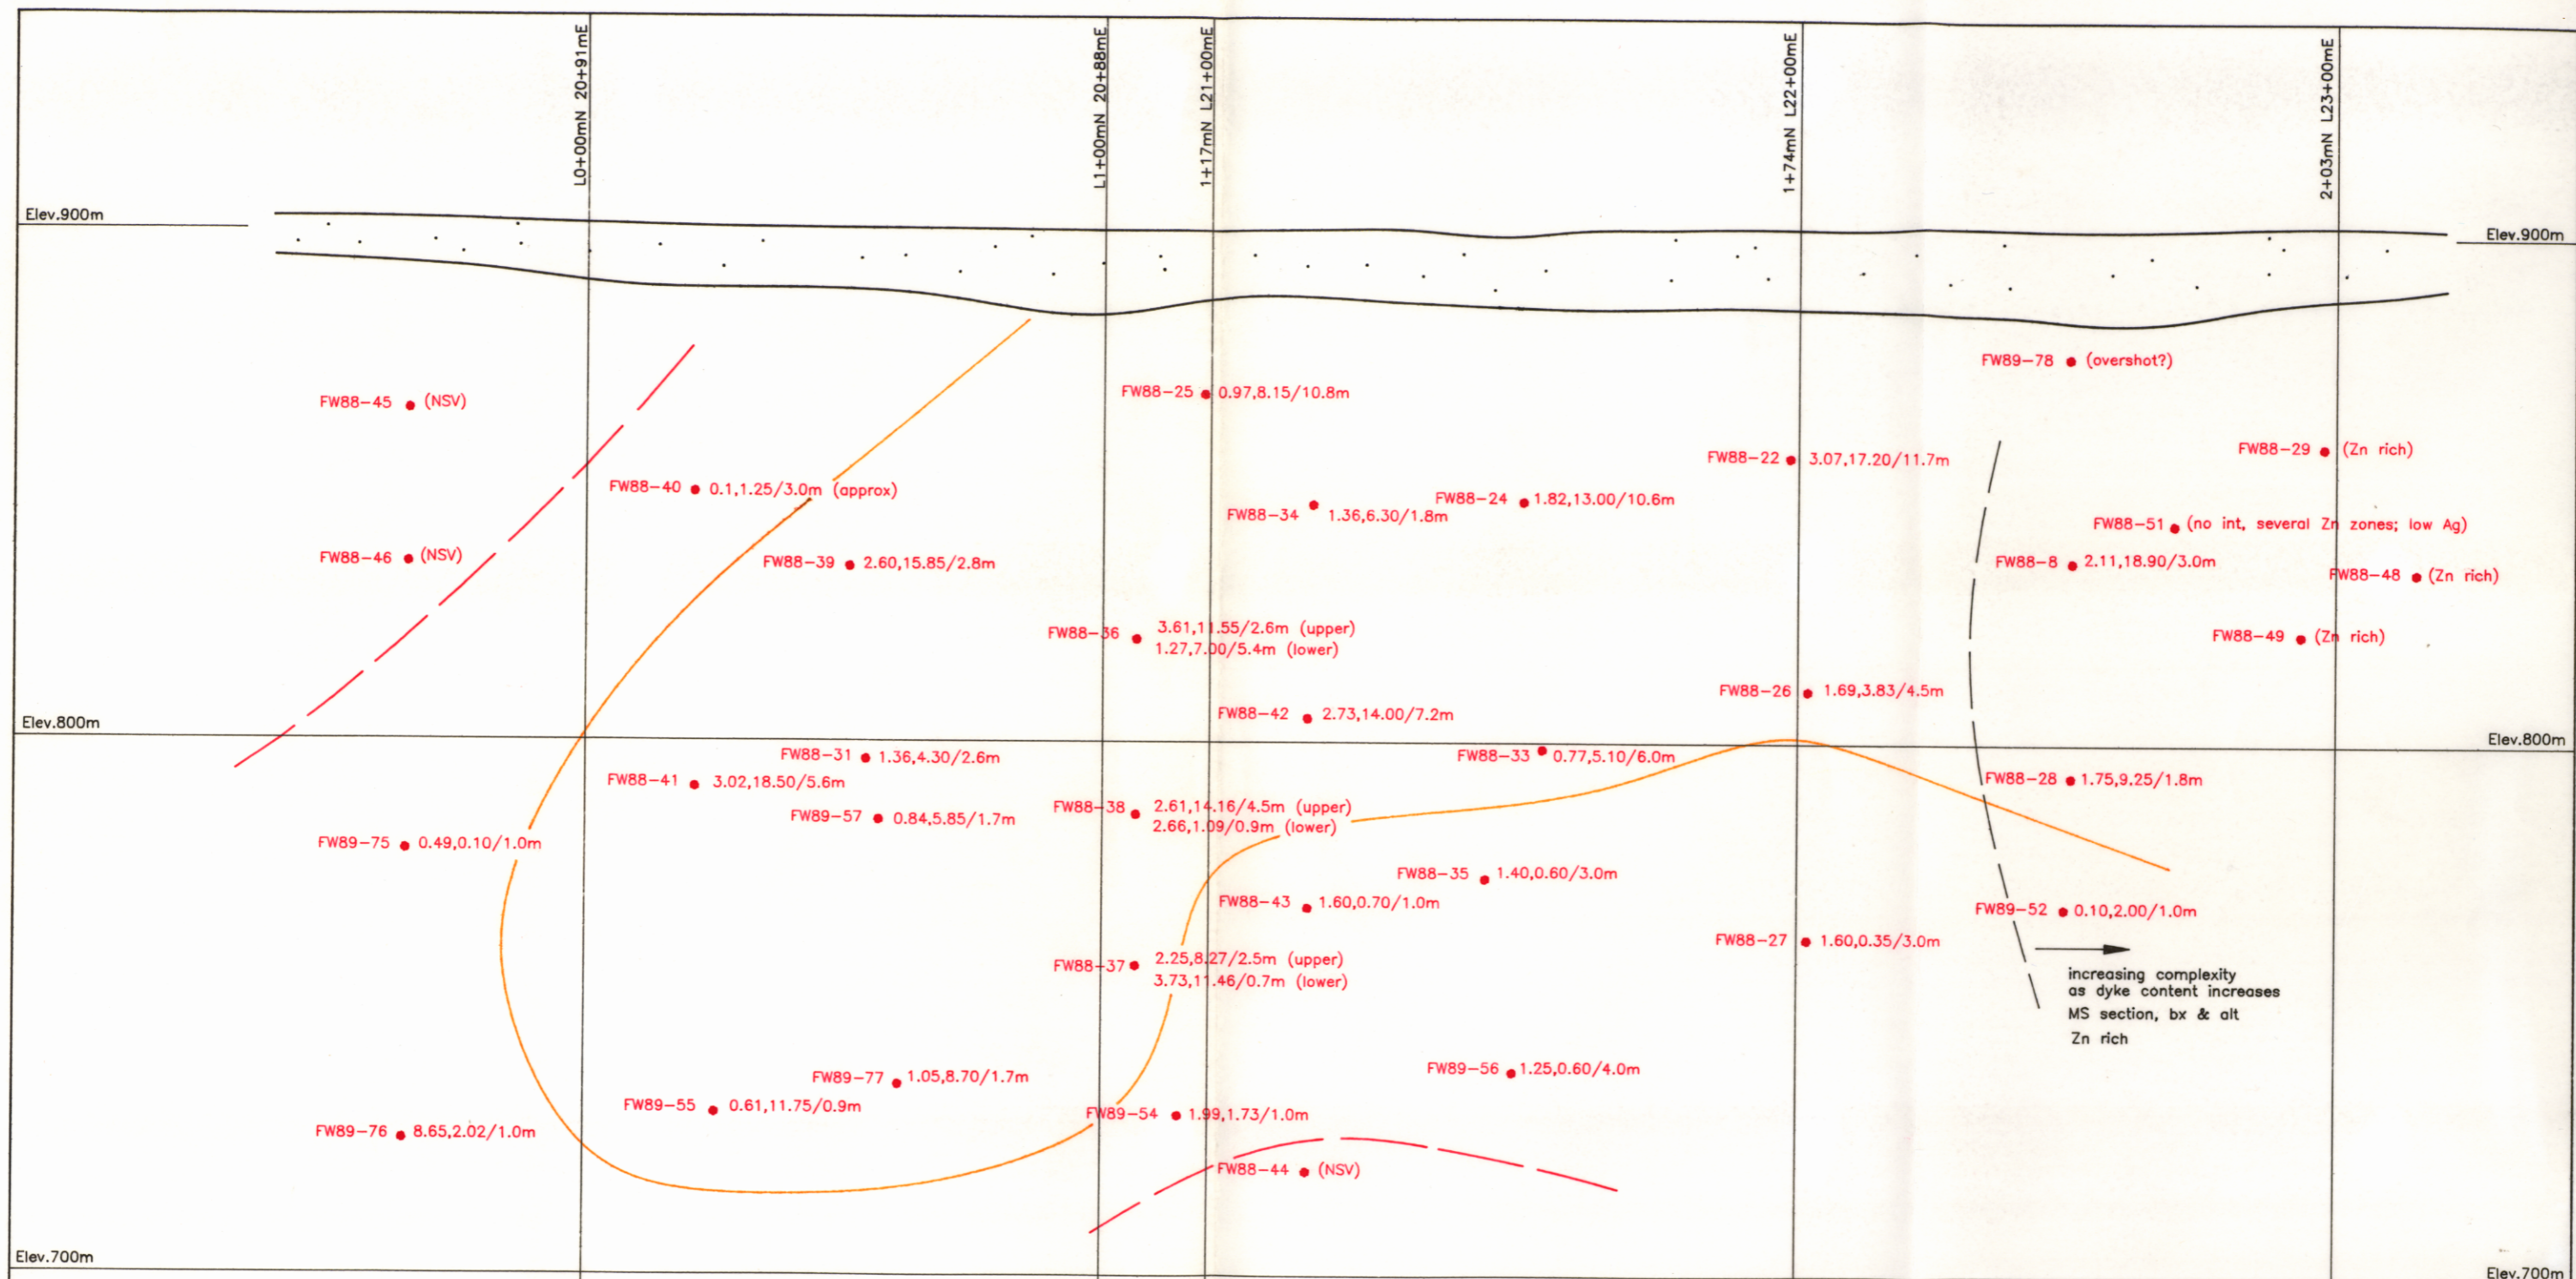 L0+00mN 20+91mE
L1+00mN 20+88mE
1+17mN L21+00mE
1+74mN L22+00mE
2+03mN L23+00mE
Elev.900m
Elev.900m
FW89-78 (overshot?)
FW88-25 0.97,8.15/10.8m
FW88-45 (NSV)
FW88-29 (Zn rich)
FW88-22 3.07,17.20/11.7m
FW88-40 0.1,1.25/3.0m (approx)
FW88-24 1.82,13.00/10.6m
FW88-34 1.36,6.30/1.8m
FW88-51 (no int, several Zn zones; low Ag)
FW88-46 (NSV)
FW88-39 2.60,15.85/2.8m
FW88-8 2.11,18.90/3.0m
FW88-48 (Zn rich)
FW88-36 3.61,11.55/2.6m (upper)
1.27,7.00/5.4m (lower)
FW88-49 (Zn rich)
FW88-26 1.69,3.83/4.5m
FW88-42 2.73,14.00/7.2m
Elev.800m
Elev.800m
FW88-31 1.36,4.30/2.6m
FW88-33 0.77,5.10/6.0m
FW88-41 3.02,18.50/5.6m
FW88-28 1.75,9.25/1.8m
FW88-38 2.61,14.16/4.5m (upper)
2.66,1.09/0.9m (lower)
FW89-57 0.84,5.85/1.7m
FW89-75 0.49,0.10/1.0m
FW88-35 1.40,0.60/3.0m
FW88-43 1.60,0.70/1.0m
FW89-52 0.10,2.00/1.0m
FW88-27 1.60,0.35/3.0m
FW88-37 2.25,8.27/2.5m (upper)
3.73,11.46/0.7m (lower)
increasing complexity
as dyke content increases
MS section, bx & alt
Zn rich
FW89-77 1.05,8.70/1.7m
FW89-56 1.25,0.60/4.0m
FW89-55 0.61,11.75/0.9m
FW89-54 1.99,1.73/1.0m
FW89-76 8.65,2.02/1.0m
FW88-44 (NSV)
Elev.700m
Elev.700m